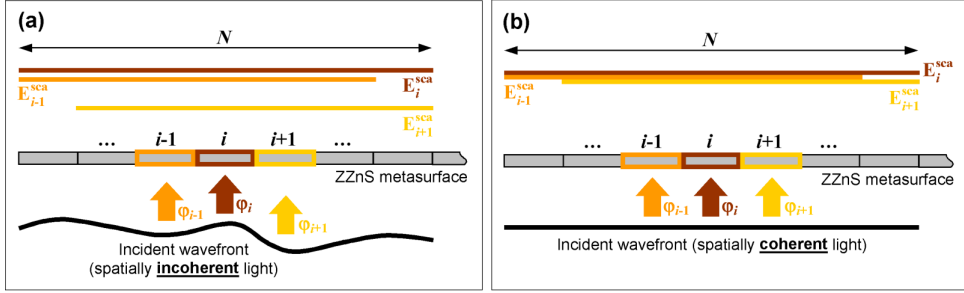 (a)
N
E_i^sca
E_{i-1}^sca
E_{i+1}^sca
... i-1 i i+1 ...
ZZnS metasurface
φ_{i-1} φ_i φ_{i+1}
Incident wavefront
(spatially incoherent light)
(b)
N
E_i^sca
E_{i-1}^sca
E_{i+1}^sca
... i-1 i i+1 ...
ZZnS metasurface
φ_{i-1} φ_i φ_{i+1}
Incident wavefront (spatially coherent light)